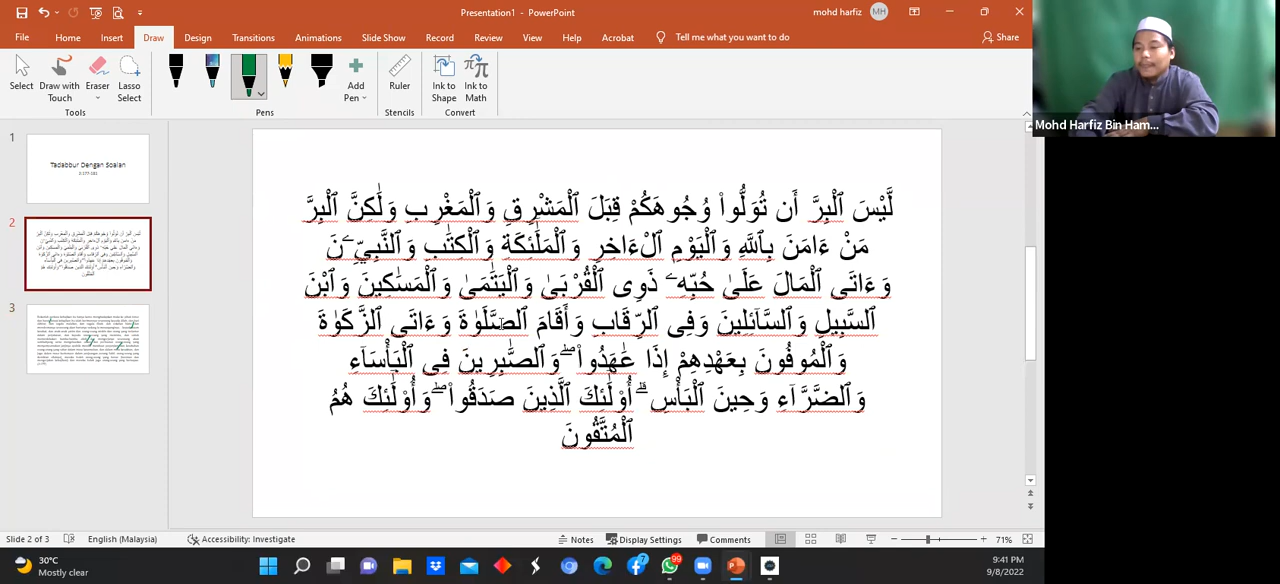 Presentation1 - PowerPoint
mohd harfiz
MH
File Home Insert Draw Design Transitions Animations Slide Show Record Review View Help Acrobat Tell me what you want to do
Share
Select
Draw with Touch
Eraser
Lasso Select
Add Pen
Ruler
Ink to Shape
Ink to Math
Tools
Pens
Stencils
Convert
Mohd Harfiz Bin Ham...
1
Tadabbur Dengan Soalan
2
3
لَّيْسَ ٱلْبِرَّ أَن تُوَلُّوا۟ وُجُوهَكُمْ قِبَلَ ٱلْمَشْرِقِ وَٱلْمَغْرِبِ وَلَٰكِنَّ ٱلْبِرَّ
مَنْ ءَامَنَ بِٱللَّهِ وَٱلْيَوْمِ ٱلْـَٔاخِرِ وَٱلْمَلَٰٓئِكَةِ وَٱلْكِتَٰبِ وَٱلنَّبِيِّـۧنَ
وَءَاتَى ٱلْمَالَ عَلَىٰ حُبِّهِۦ ذَوِى ٱلْقُرْبَىٰ وَٱلْيَتَٰمَىٰ وَٱلْمَسَٰكِينَ وَٱبْنَ
ٱلسَّبِيلِ وَٱلسَّآئِلِينَ وَفِى ٱلرِّقَابِ وَأَقَامَ ٱلصَّلَوٰةَ وَءَاتَى ٱلزَّكَوٰةَ
وَٱلْمُوفُونَ بِعَهْدِهِمْ إِذَا عَٰهَدُوا۟ ۖ وَٱلصَّٰبِرِينَ فِى ٱلْبَأْسَآءِ
وَٱلضَّرَّآءِ وَحِينَ ٱلْبَأْسِ ۗ أُو۟لَٰٓئِكَ ٱلَّذِينَ صَدَقُوا۟ ۖ وَأُو۟لَٰٓئِكَ هُمُ
ٱلْمُتَّقُونَ
Slide 2 of 3
English (Malaysia)
Accessibility: Investigate
Notes
Display Settings
Comments
71%
30°C
Mostly clear
99
7
9:41 PM
9/8/2022